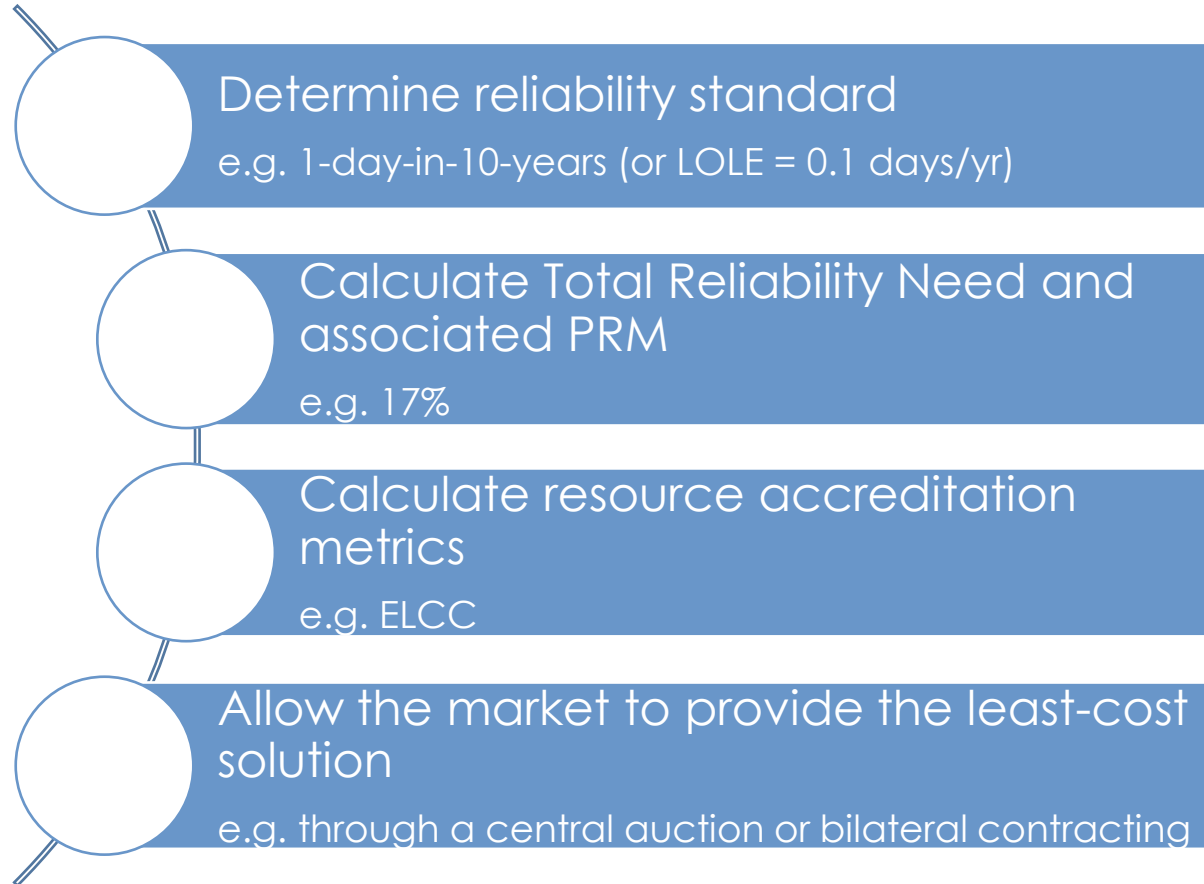 Determine reliability standard
e.g. 1-day-in-10-years (or LOLE = 0.1 days/yr)
Calculate Total Reliability Need and
associated PRM
e.g. 17%
Calculate resource accreditation
metrics
e.g. ELCC
Allow the market to provide the least-cost
solution
e.g. through a central auction or bilateral contracting